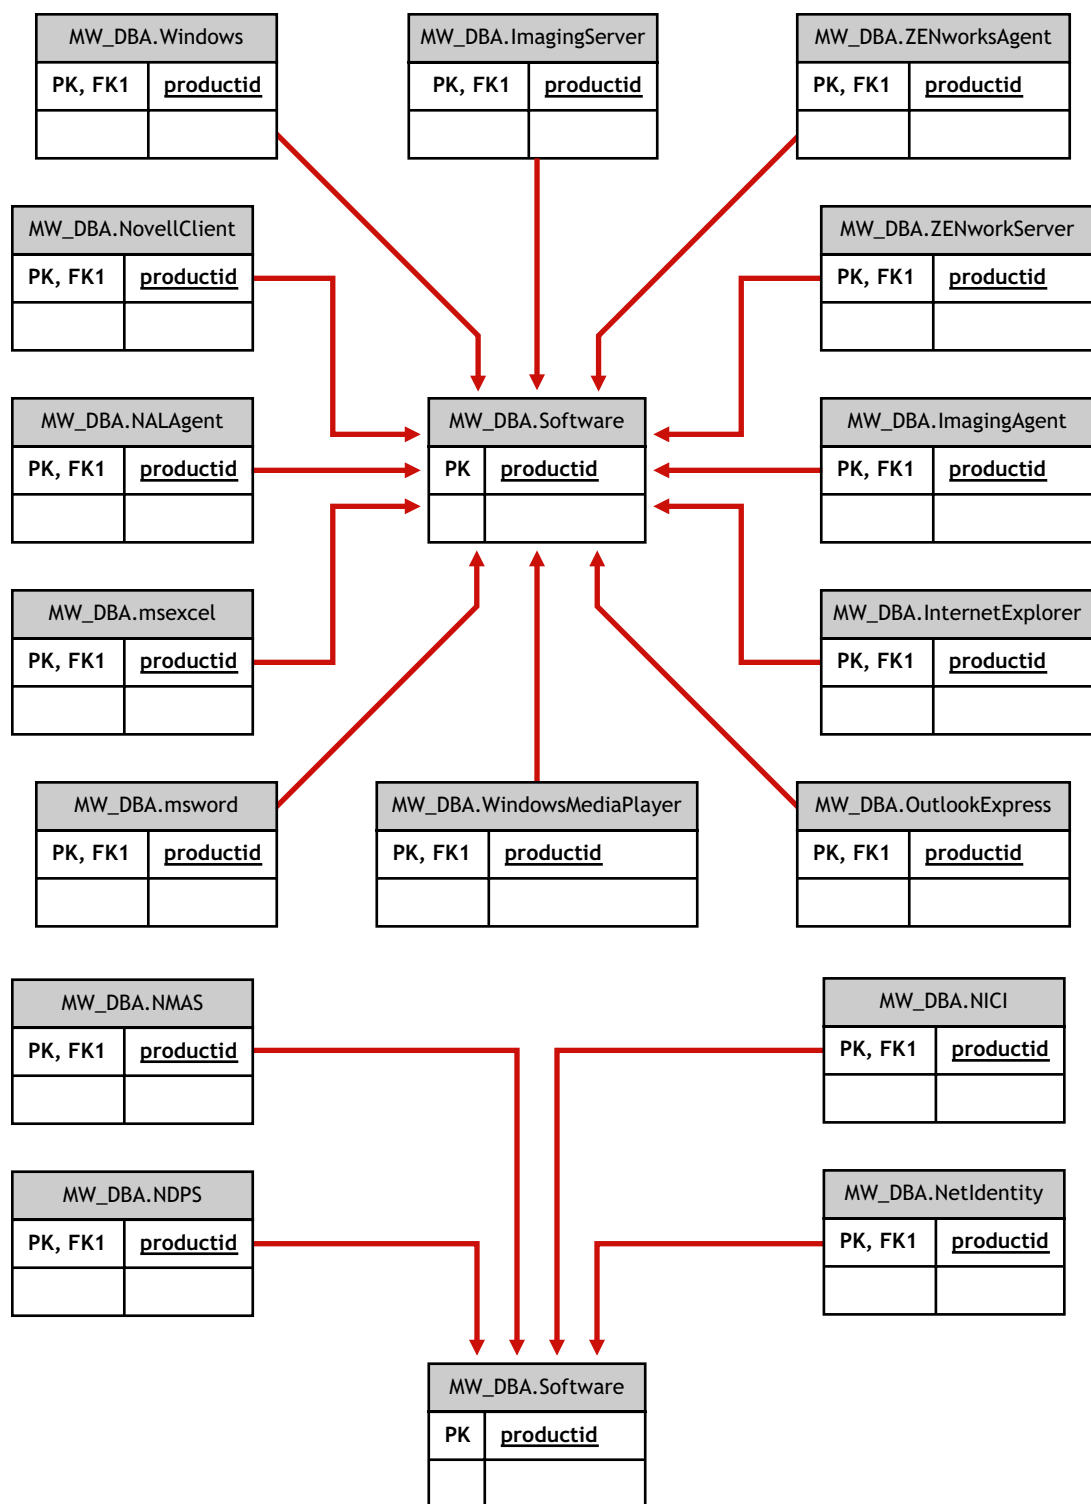 MW_DBA.Windows
PK, FK1 productid
MW_DBA.ImagingServer
PK, FK1 productid
MW_DBA.ZENworksAgent
PK, FK1 productid
MW_DBA.NovellClient
PK, FK1 productid
MW_DBA.ZENworkServer
PK, FK1 productid
MW_DBA.NALAgent
PK, FK1 productid
MW_DBA.Software
PK productid
MW_DBA.ImagingAgent
PK, FK1 productid
MW_DBA.msexcel
PK, FK1 productid
MW_DBA.InternetExplorer
PK, FK1 productid
MW_DBA.msword
PK, FK1 productid
MW_DBA.WindowsMediaPlayer
PK, FK1 productid
MW_DBA.OutlookExpress
PK, FK1 productid
MW_DBA.NMAS
PK, FK1 productid
MW_DBA.NICI
PK, FK1 productid
MW_DBA.NDPS
PK, FK1 productid
MW_DBA.NetIdentity
PK, FK1 productid
MW_DBA.Software
PK productid